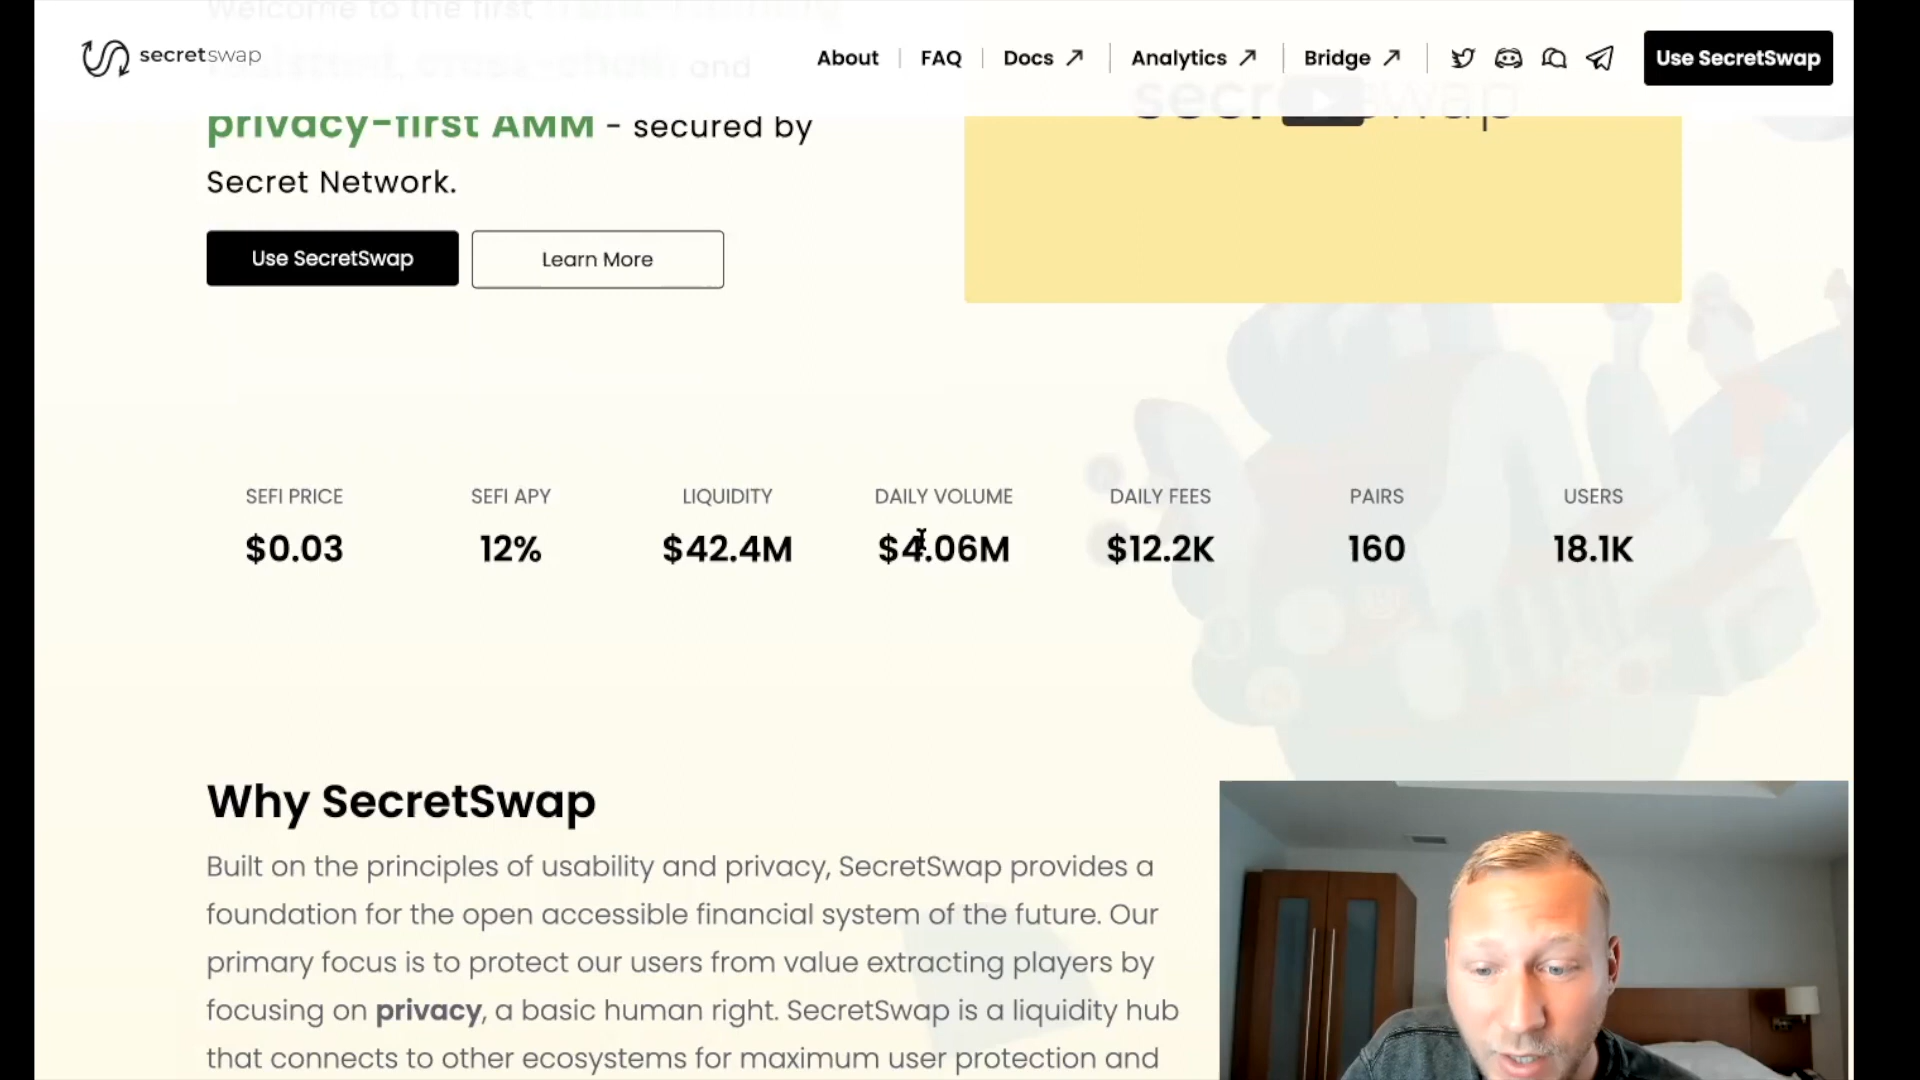 Welcome to the first
secretswap
About
FAQ
Docs
Analytics
Bridge
Use SecretSwap
and
privacy-first AMM - secured by
Secret Network.
Use SecretSwap
Learn More
SEFI PRICE
SEFI APY
LIQUIDITY
DAILY VOLUME
DAILY FEES
PAIRS
USERS
$0.03
12%
$42.4M
$4.06M
$12.2K
160
18.1K
Why SecretSwap
Built on the principles of usability and privacy, SecretSwap provides a
foundation for the open accessible financial system of the future. Our
primary focus is to protect our users from value extracting players by
focusing on privacy, a basic human right. SecretSwap is a liquidity hub
that connects to other ecosystems for maximum user protection and